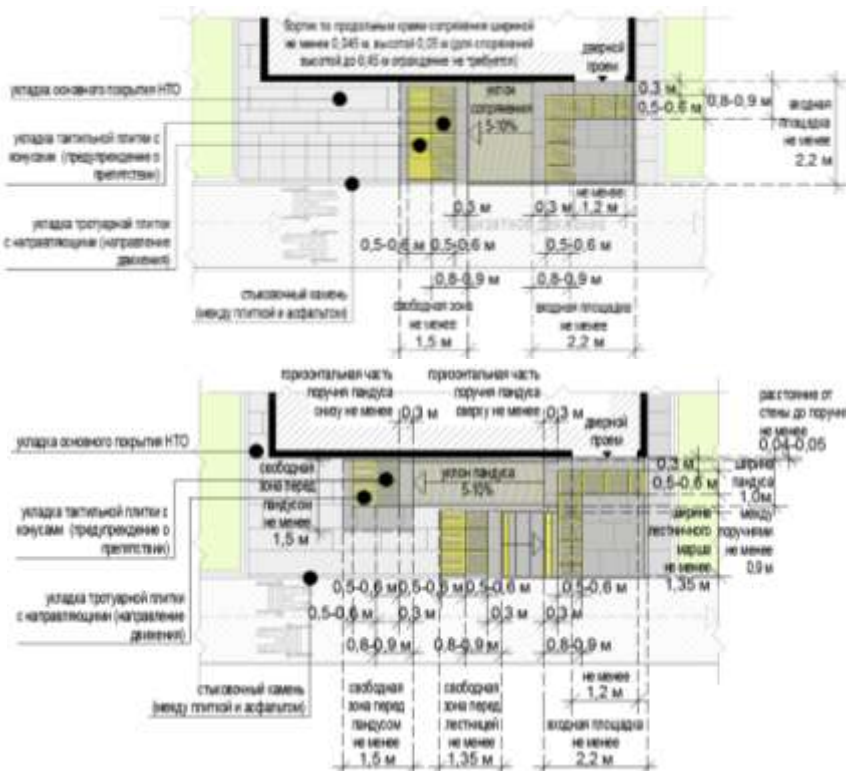 бортик по продольным краям сопряжения шириной
не менее 0,045 м, высотой 0,05 м (для сопряжений
высотой до 0,45 м ограждение не требуется)
дверной
проем
укладка основного покрытия НТО
уклон
сопряжения
5-10%
0,3 м
0,5-0,6 м
0,8-0,9 м
входная
площадка
не менее
2,2 м
укладка тактильной плитки с
конусами (предупреждение о
препятствии)
укладка тротуарной плитки
с направляющими (направление
движения)
стыковочный камень
(между плиткой и асфальтом)
не менее
0,3 м
0,3 м
1,2 м
0,5-0,6 м
0,5-0,6 м
0,5-0,6 м
0,8-0,9 м
0,8-0,9 м
свободная зона
не менее
1,5 м
входная площадка
не менее
2,2 м
горизонтальная часть
поручня пандуса
снизу не менее
0,3 м
горизонтальная часть
поручня пандуса
сверху не менее
0,3 м
дверной
проем
расстояние от
стены до поручня
не менее
0,04-0,05
укладка основного покрытия НТО
свободная
зона перед
пандусом
не менее
1,5 м
уклон пандуса
5-10%
0,3 м
0,5-0,6 м
ширина
пандуса
1,0м
между
поручнями
не менее
0,9 м
ширина
лестничного
марша
не менее
1,35 м
укладка тактильной плитки с
конусами (предупреждение о
препятствии)
укладка тротуарной плитки
с направляющими (направление
движения)
стыковочный камень
(между плиткой и асфальтом)
0,5-0,6 м
0,5-0,6 м
0,5-0,6 м
0,5-0,6 м
0,5-0,6 м
0,3 м
0,3 м
0,3 м
0,8-0,9 м
0,8-0,9 м
0,8-0,9 м
не менее
1,2 м
свободная
зона перед
пандусом
не менее
1,5 м
свободная
зона перед
лестницей
не менее
1,35 м
входная площадка
не менее
2,2 м